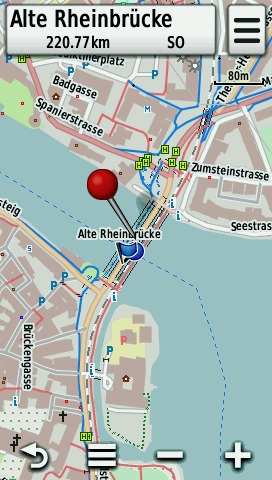 Alte Rheinbrücke
220.77km SO
80m
Badgasse
Spanierstrasse
M
H
H
H
H
H
Zumsteinstrasse
Seestras
steig
Alte Rheinbrücke
S
P
P
P
P
P
P
i
i
i
i
i
Brückengasse
H H